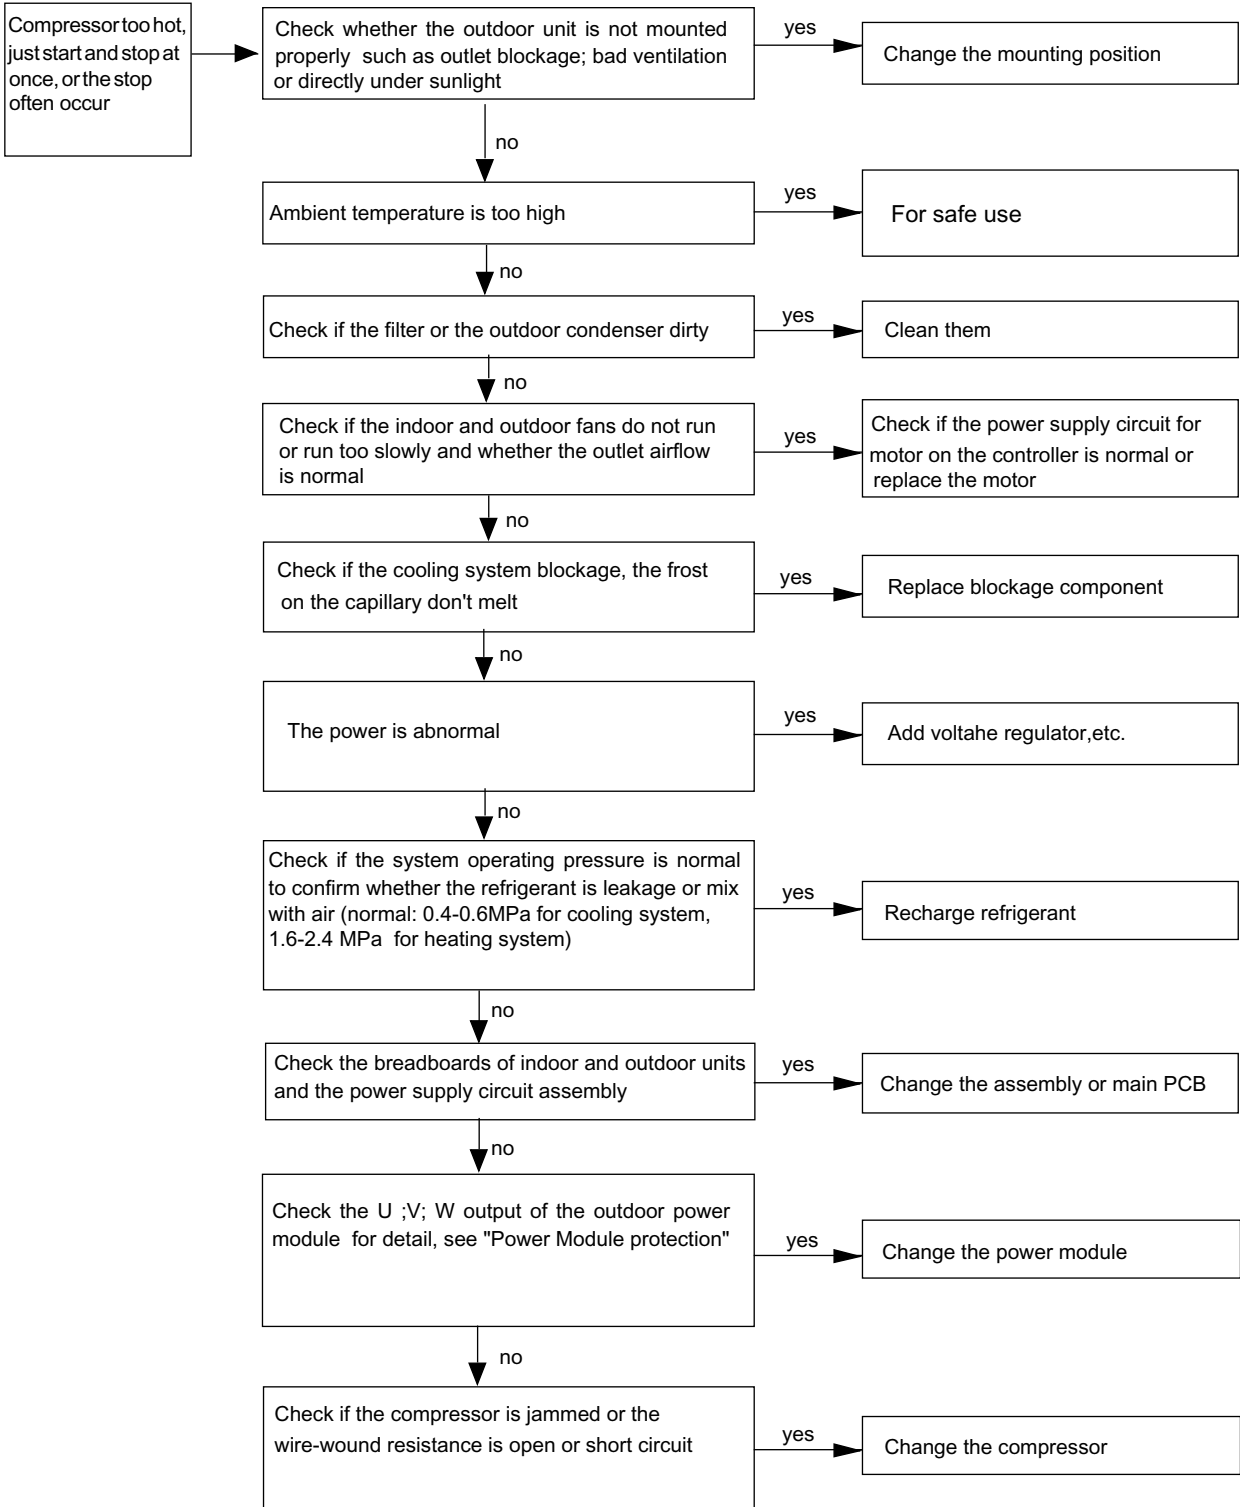 Compressor too hot,
just start and stop at
once, or the stop
often occur
Check whether the outdoor unit is not mounted
properly such as outlet blockage; bad ventilation
or directly under sunlight
yes
Change the mounting position
no
Ambient temperature is too high
yes
For safe use
no
Check if the filter or the outdoor condenser dirty
yes
Clean them
no
Check if the indoor and outdoor fans do not run
or run too slowly and whether the outlet airflow
is normal
yes
Check if the power supply circuit for
motor on the controller is normal or
replace the motor
no
Check if the cooling system blockage, the frost
on the capillary don't melt
yes
Replace blockage component
no
The power is abnormal
yes
Add voltahe regulator,etc.
no
Check if the system operating pressure is normal
to confirm whether the refrigerant is leakage or mix
with air (normal: 0.4-0.6MPa for cooling system,
1.6-2.4 MPa for heating system)
yes
Recharge refrigerant
no
Check the breadboards of indoor and outdoor units
and the power supply circuit assembly
yes
Change the assembly or main PCB
no
Check the U ;V; W output of the outdoor power
module for detail, see "Power Module protection"
yes
Change the power module
no
Check if the compressor is jammed or the
wire-wound resistance is open or short circuit
yes
Change the compressor